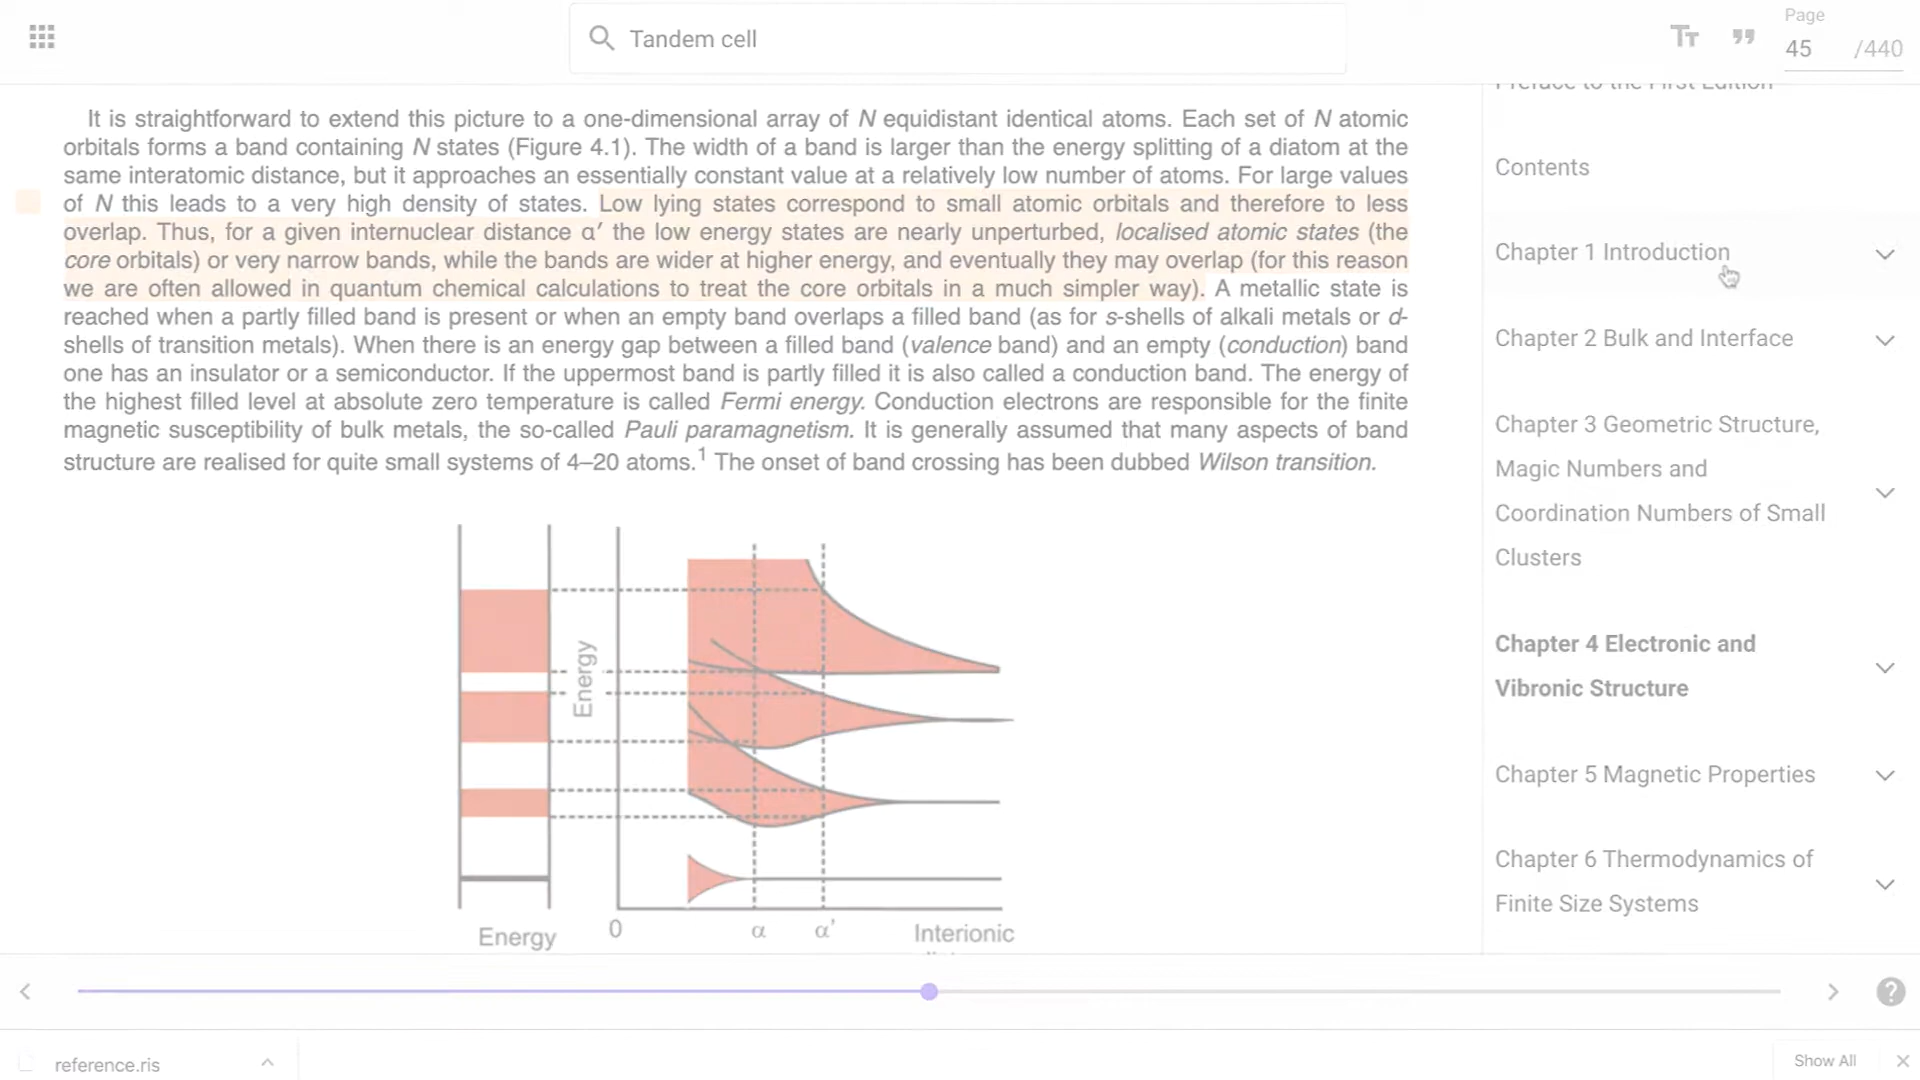 Tandem cell
Page
45 /440
It is straightforward to extend this picture to a one-dimensional array of N equidistant identical atoms. Each set of N atomic
orbitals forms a band containing N states (Figure 4.1). The width of a band is larger than the energy splitting of a diatom at the
same interatomic distance, but it approaches an essentially constant value at a relatively low number of atoms. For large values
of N this leads to a very high density of states. Low lying states correspond to small atomic orbitals and therefore to less
overlap. Thus, for a given internuclear distance α′ the low energy states are nearly unperturbed, localised atomic states (the
core orbitals) or very narrow bands, while the bands are wider at higher energy, and eventually they may overlap (for this reason
we are often allowed in quantum chemical calculations to treat the core orbitals in a much simpler way). A metallic state is
reached when a partly filled band is present or when an empty band overlaps a filled band (as for s-shells of alkali metals or d-
shells of transition metals). When there is an energy gap between a filled band (valence band) and an empty (conduction) band
one has an insulator or a semiconductor. If the uppermost band is partly filled it is also called a conduction band. The energy of
the highest filled level at absolute zero temperature is called Fermi energy. Conduction electrons are responsible for the finite
magnetic susceptibility of bulk metals, the so-called Pauli paramagnetism. It is generally assumed that many aspects of band
structure are realised for quite small systems of 4–20 atoms.1 The onset of band crossing has been dubbed Wilson transition.
Energy
Energy
0
α
α'
Interionic
Preface to the First Edition
Contents
Chapter 1 Introduction
Chapter 2 Bulk and Interface
Chapter 3 Geometric Structure,
Magic Numbers and
Coordination Numbers of Small
Clusters
Chapter 4 Electronic and
Vibronic Structure
Chapter 5 Magnetic Properties
Chapter 6 Thermodynamics of
Finite Size Systems
reference.ris
Show All